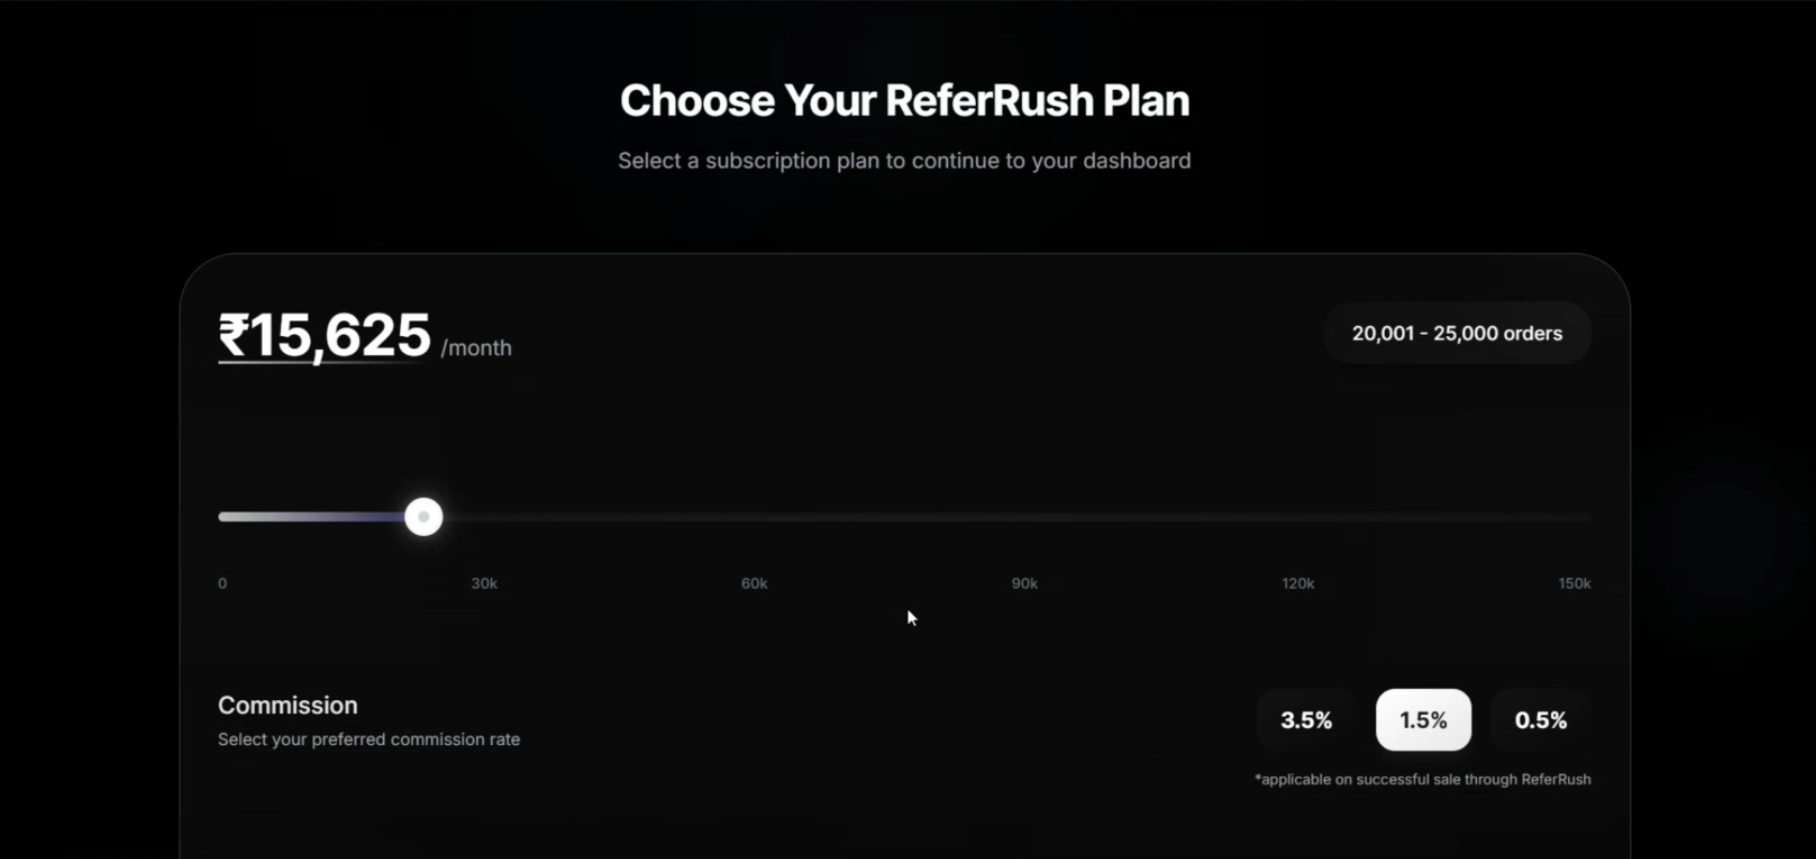 Choose Your ReferRush Plan
Select a subscription plan to continue to your dashboard
₹15,625 /month
20,001 - 25,000 orders
0 30k 60k 90k 120k 150k
Commission
Select your preferred commission rate
3.5% 1.5% 0.5%
*applicable on successful sale through ReferRush